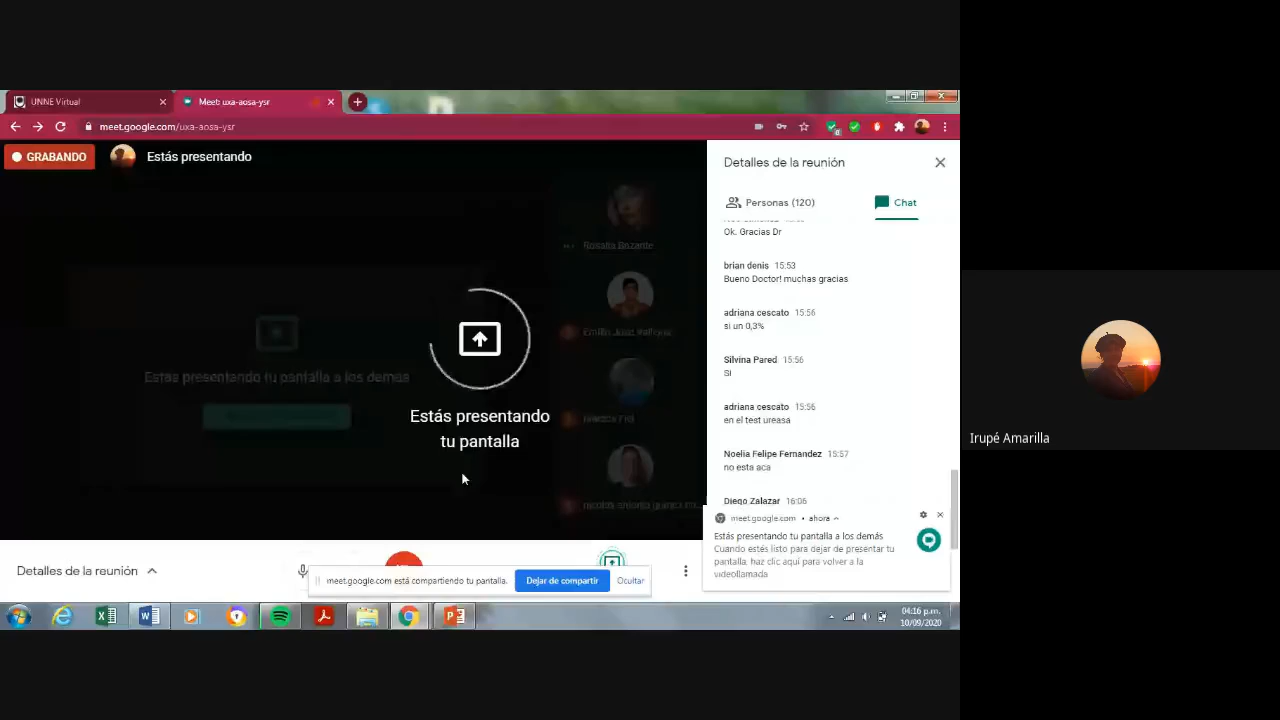 UNNE Virtual
Meet: uxa-aosa-ysr
meet.google.com/uxa-aosa-ysr
GRABANDO
Estás presentando
Rosalia Bazante
Estás presentando tu pantalla a los demás
Estás presentando
tu pantalla
Detalles de la reunión
Personas (120)
Chat
Ok. Gracias Dr
brian denis 15:53
Bueno Doctor! muchas gracias
adriana cescato 15:56
si un 0,3%
Silvina Pared 15:56
Si
adriana cescato 15:56
en el test ureasa
Noelia Felipe Fernandez 15:57
no esta aca
Diego Zalazar 16:06
meet.google.com • ahora
Estás presentando tu pantalla a los demás
Cuando estés listo para dejar de presentar tu
pantalla, haz clic aquí para volver a la
videollamada
Irupé Amarilla
Detalles de la reunión
meet.google.com está compartiendo tu pantalla.
Dejar de compartir
Ocultar
04:16 p.m.
10/09/2020